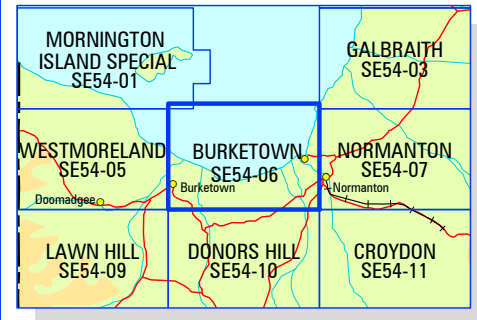 MORNINGTON
ISLAND SPECIAL
SE54-01
GALBRAITH
SE54-03
WESTMORELAND
SE54-05
BURKETOWN
SE54-06
NORMANTON
SE54-07
Burketown
Normanton
Doomadgee
LAWN HILL
SE54-09
DONORS HILL
SE54-10
CROYDON
SE54-11